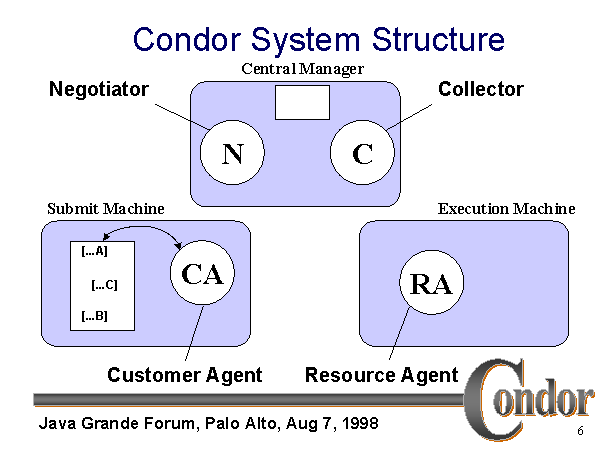 Condor System Structure
Central Manager
Negotiator
Collector
N
C
Submit Machine
Execution Machine
[...A]
[...C]
[...B]
CA
RA
Customer Agent
Resource Agent
Condor
Java Grande Forum, Palo Alto, Aug 7, 1998
6